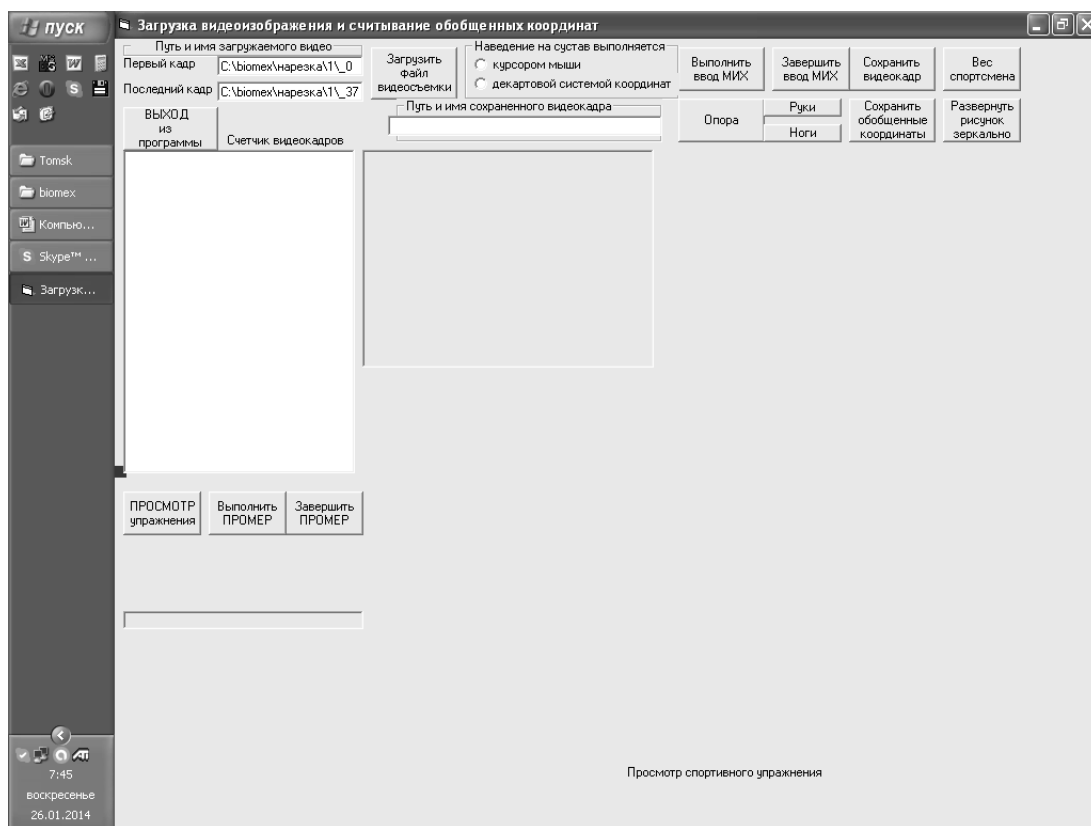 пуск
Загрузка видеоизображения и считывание обобщенных координат
Путь и имя загружаемого видео
Первый кадр C:\biomex\нарезка\1\_0
Последний кадр C:\biomex\нарезка\1\_37
ВЫХОД
из
программы
Счетчик видеокадров
Загрузить
файл
видеосъемки
Наведение на сустав выполняется
курсором мыши
декартовой системой координат
Путь и имя сохраненного видеокадра
Выполнить
ввод МИХ
Завершить
ввод МИХ
Сохранить
видеокадр
Вес
спортсмена
Опора
Руки
Ноги
Сохранить
обобщенные
координаты
Развернуть
рисунок
зеркально
Tomsk
biomex
Компью...
Skype™ ...
Загрузк...
ПРОСМОТР
упражнения
Выполнить
ПРОМЕР
Завершить
ПРОМЕР
Просмотр спортивного упражнения
7:45
воскресенье
26.01.2014